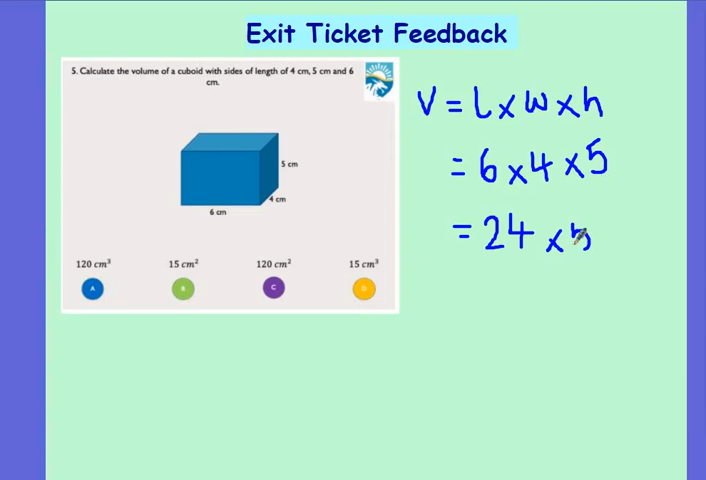 Exit Ticket Feedback
5. Calculate the volume of a cuboid with sides of length of 4 cm, 5 cm and 6
cm.
5 cm
4 cm
6 cm
120 cm³
15 cm²
120 cm²
15 cm³
A
B
C
D
V = L x W x h
= 6 x 4 x 5
= 24 x 5